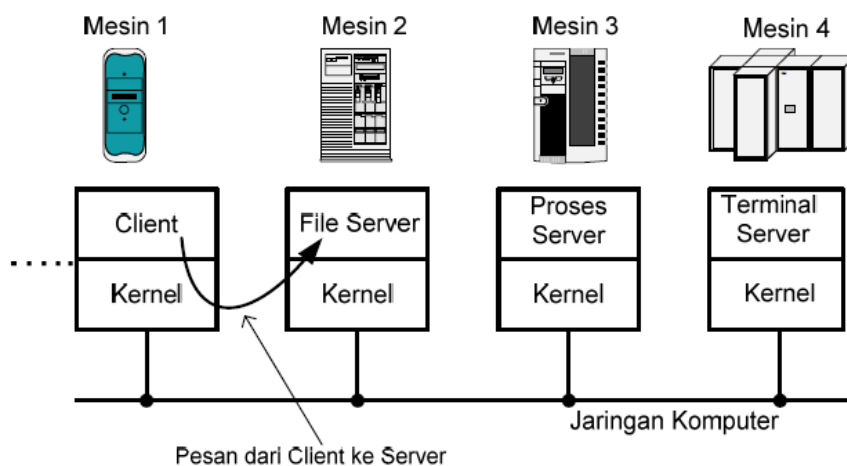 Mesin 1
Mesin 2
Mesin 3
Mesin 4
Client
File Server
Proses
Server
Terminal
Server
Kernel
Kernel
Kernel
Kernel
Jaringan Komputer
Pesan dari Client ke Server